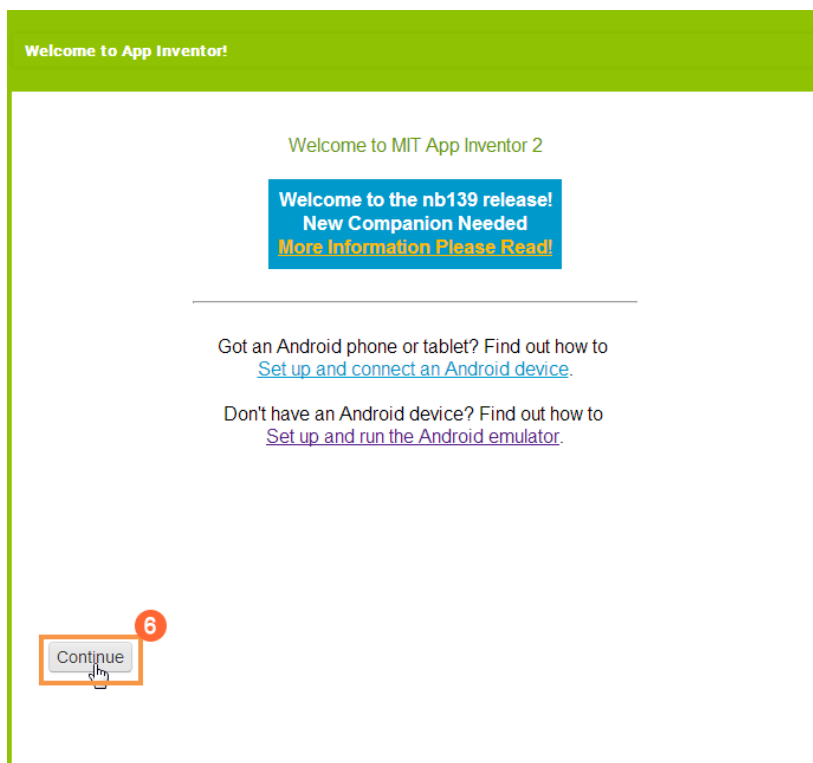 Welcome to App Inventor!
Welcome to MIT App Inventor 2
Welcome to the nb139 release!
New Companion Needed
More Information Please Read!
Got an Android phone or tablet? Find out how to
Set up and connect an Android device.
Don't have an Android device? Find out how to
Set up and run the Android emulator.
6
Continue